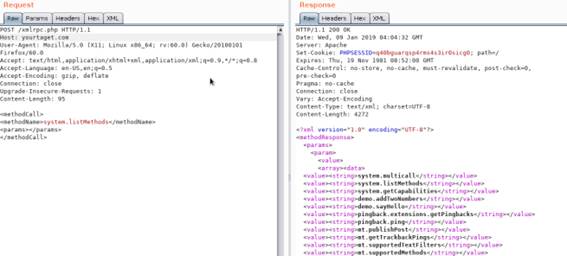 Request
Raw Params Headers Hex XML
POST /xmlrpc.php HTTP/1.1
Host: yourtaget.com
User-Agent: Mozilla/5.0 (X11; Linux x86_64; rv:60.0) Gecko/20100101
Firefox/60.0
Accept: text/html,application/xhtml+xml,application/xml;q=0.9,*/*;q=0.8
Accept-Language: en-US,en;q=0.5
Accept-Encoding: gzip, deflate
Connection: close
Upgrade-Insecure-Requests: 1
Content-Length: 95
<methodCall>
<methodName>system.listMethods</methodName>
<params></params>
</methodCall>
Response
Raw Headers Hex XML
HTTP/1.1 200 OK
Date: Wed, 09 Jan 2019 04:04:32 GMT
Server: Apache
Set-Cookie: path=/
Expires: Thu, 19 Nov 1981 08:52:00 GMT
Cache-Control: no-store, no-cache, must-revalidate, post-check=0,
pre-check=0
Pragma: no-cache
Connection: close
Vary: Accept-Encoding
Content-Type: text/xml; charset=UTF-8
Content-Length: 4272
<?xml version="1.0" encoding="UTF-8"?>
<methodResponse>
<params>
<param>
<value>
<array><data>
<value><string>system.multicall</string></value>
<value><string>system.listMethods</string></value>
<value><string>system.getCapabilities</string></value>
<value><string>demo.addTwoNumbers</string></value>
<value><string>demo.sayHello</string></value>
<value><string>pingback.extensions.getPingbacks</string></value>
<value><string>pingback.ping</string></value>
<value><string>mt.publishPost</string></value>
<value><string>mt.getTrackbackPings</string></value>
<value><string>mt.supportedTextFilters</string></value>
<value><string>mt.supportedMethods</string></value>